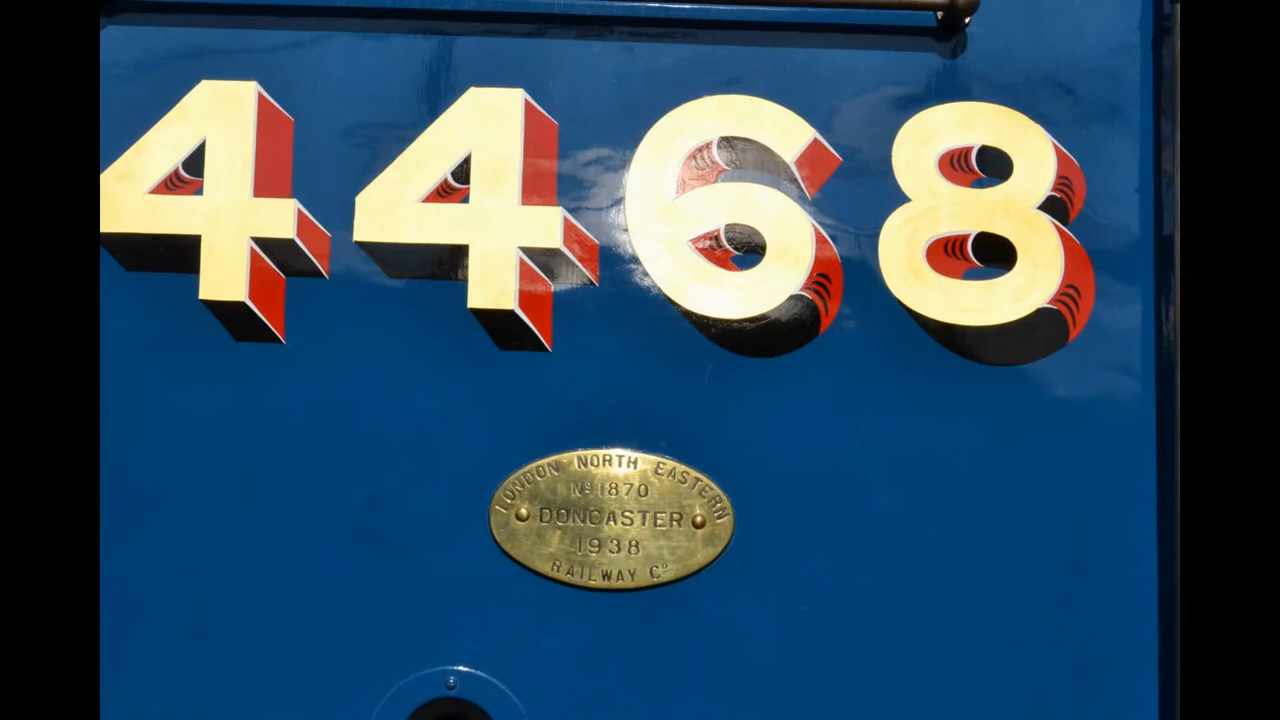 4468
LONDON NORTH EASTERN
Nº 1870
DONCASTER
1938
RAILWAY Cº